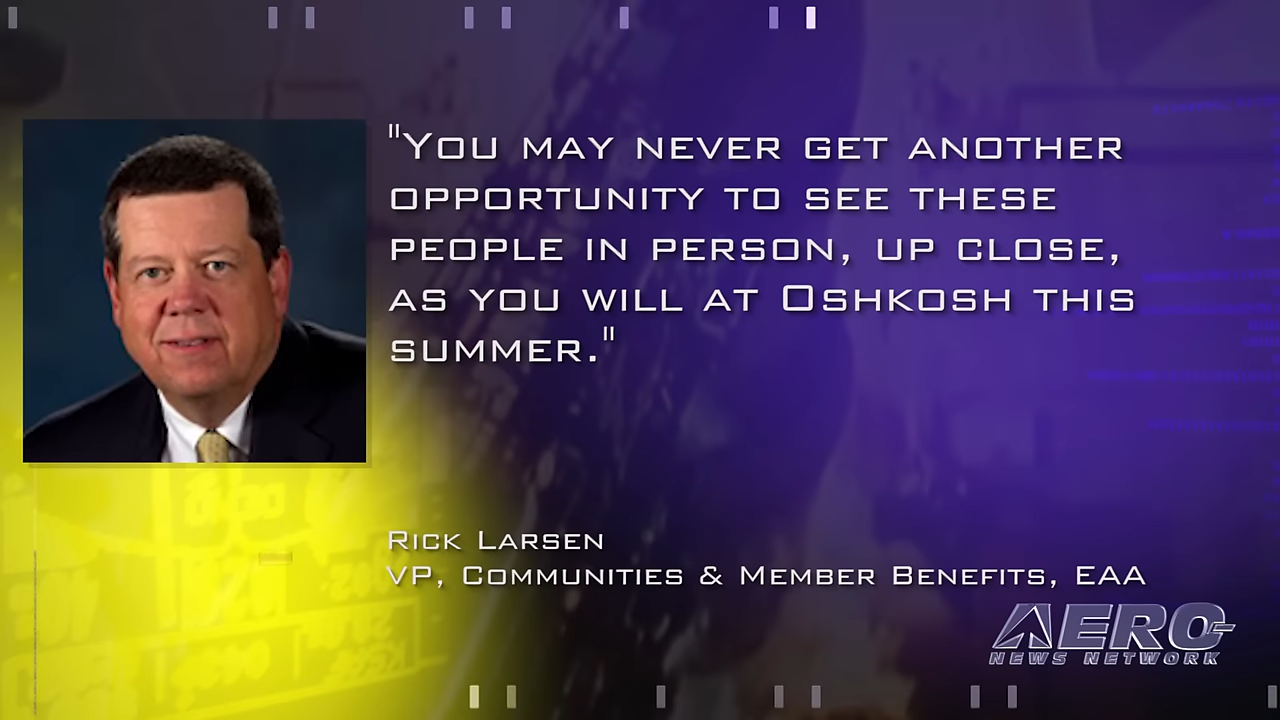 "You may never get another
opportunity to see these
people in person, up close,
as you will at Oshkosh this
summer."
Rick Larsen
VP, Communities & Member Benefits, EAA
AERO-
NEWS NETWORK